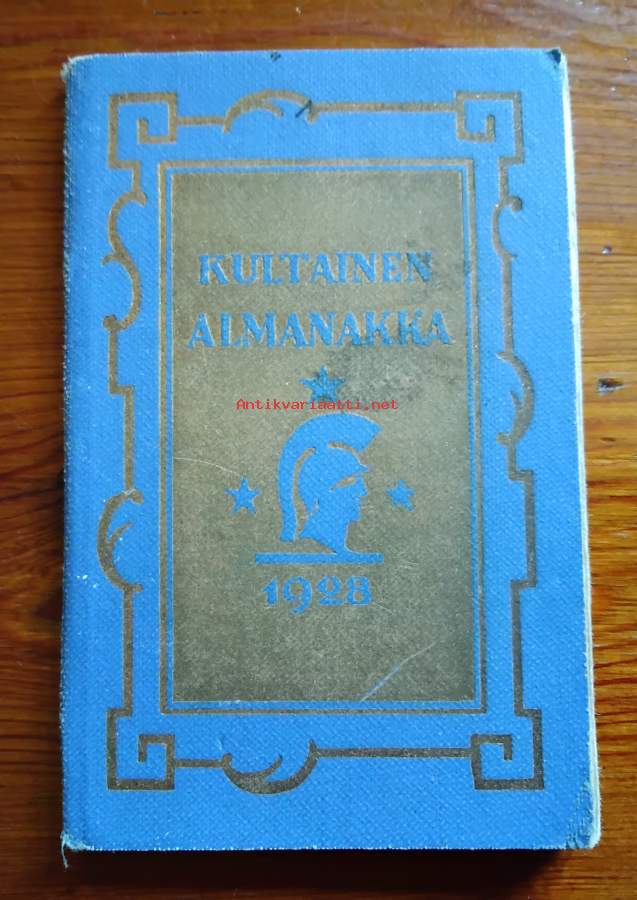 KULTAINEN
ALMANAKKA
Antikvariaatti.net
1928